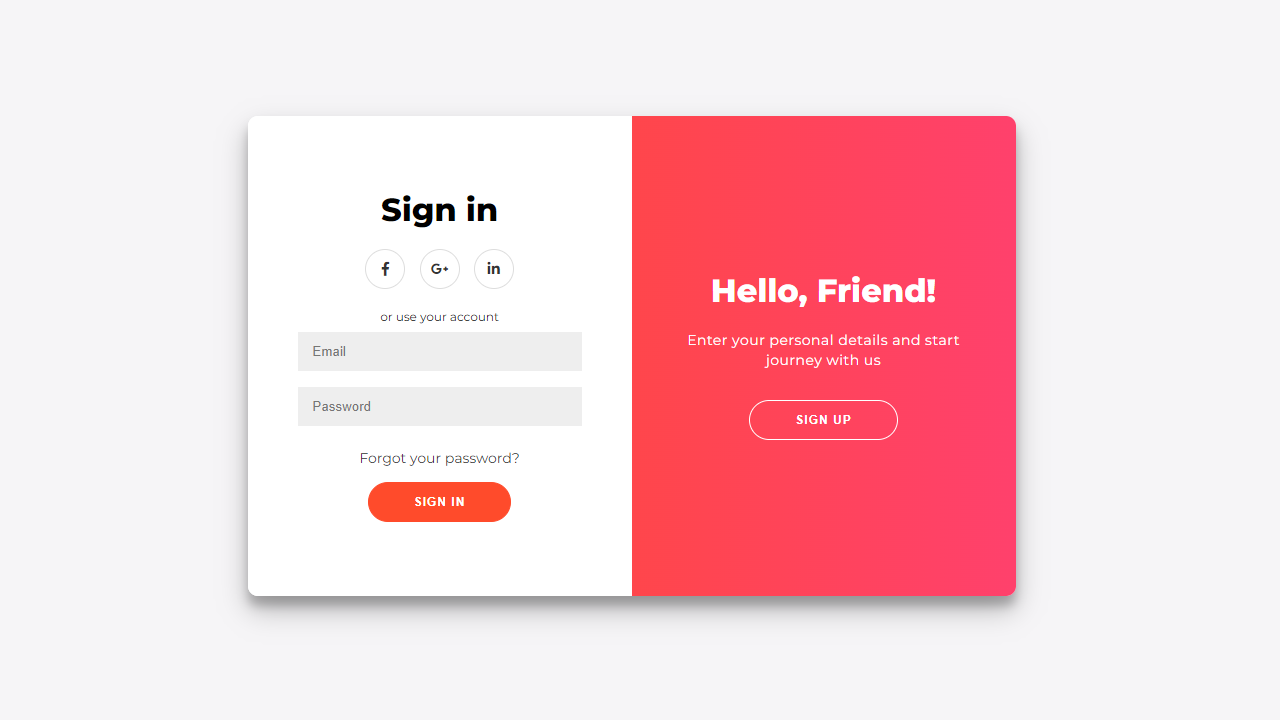 Sign in
f G+ in
or use your account
Email
Password
Forgot your password?
SIGN IN
Hello, Friend!
Enter your personal details and start
journey with us
SIGN UP